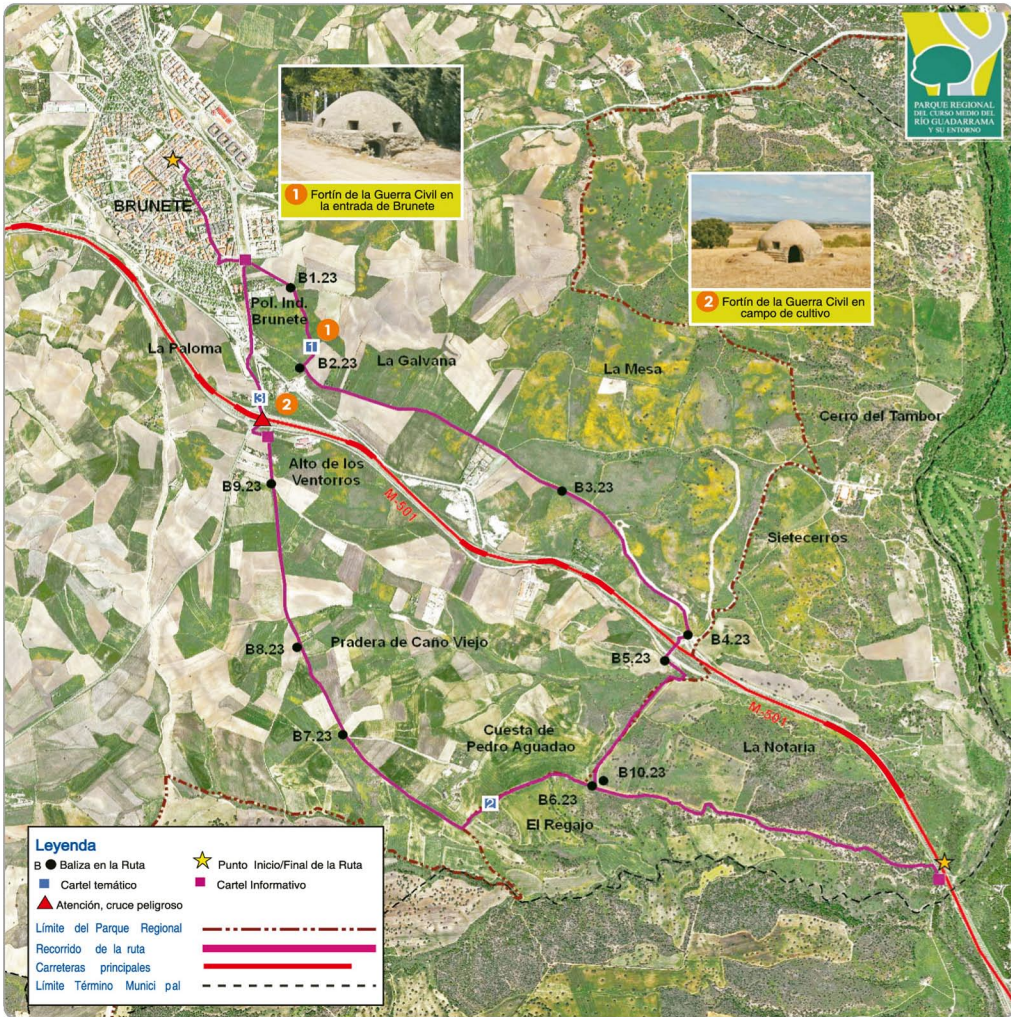 PARQUE REGIONAL
DEL CURSO MEDIO DEL
RÍO GUADARRAMA
Y SU ENTORNO
1 Fortín de la Guerra Civil en
la entrada de Brunete
2 Fortín de la Guerra Civil en
campo de cultivo
BRUNETE
B1.23
Pol. Ind.
Brunete
1
1
La Paloma
B2.23
La Galvana
La Mesa
3
2
Cerro del Tambor
Alto de los
Ventorros
B9.23
M-501
B3.23
Sietecerros
B8.23
Pradera de Caño Viejo
B4.23
B5.23
M-501
B7.23
Cuesta de
Pedro Aguadao
La Notaria
B10.23
B6.23
2
El Regajo
Leyenda
B Baliza en la Ruta
Punto Inicio/Final de la Ruta
Cartel temático
Cartel Informativo
Atención, cruce peligroso
Límite del Parque Regional
Recorrido de la ruta
Carreteras principales
Límite Término Munici pal